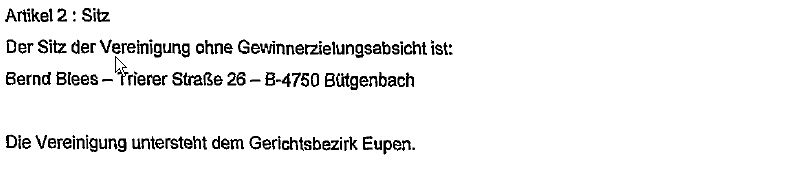 Artikel 2 : Sitz
Der Sitz der Vereinigung ohne Gewinnerzielungsabsicht ist:
Bernd Blees – Trierer Straße 26 – B-4750 Bütgenbach
Die Vereinigung untersteht dem Gerichtsbezirk Eupen.